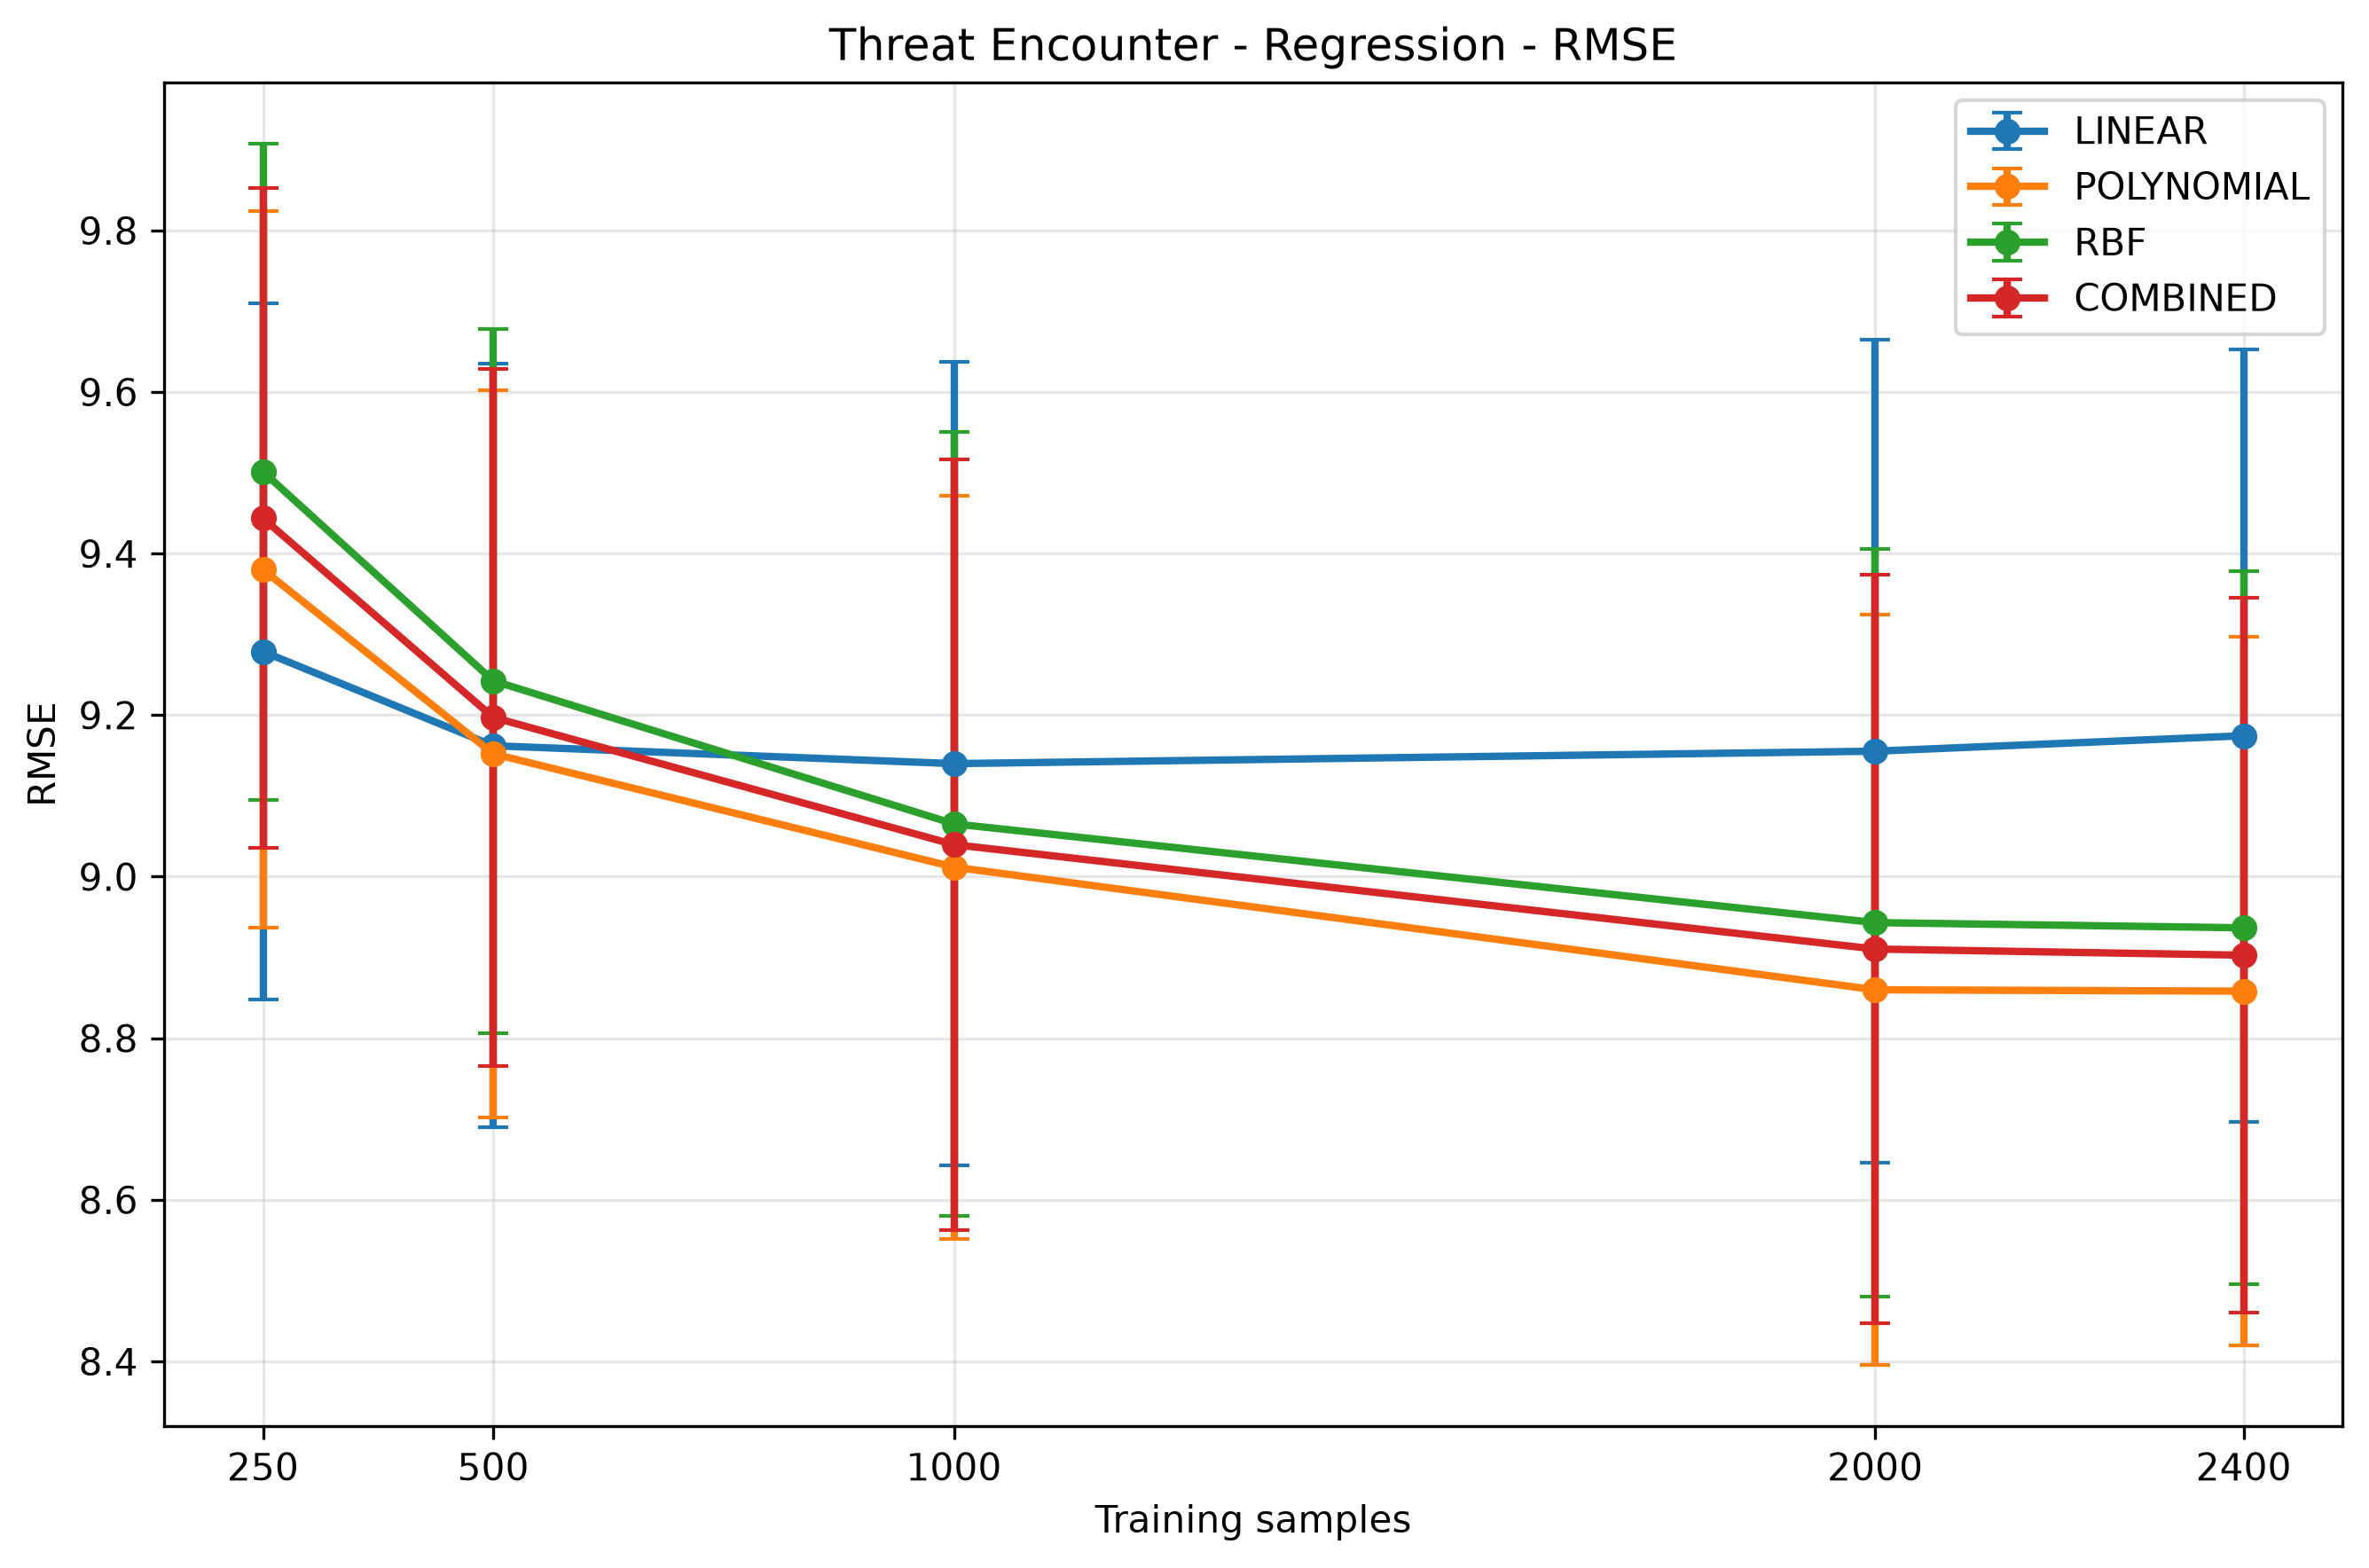 Threat Encounter - Regression - RMSE
LINEAR
POLYNOMIAL
RBF
COMBINED
RMSE
9.8
9.6
9.4
9.2
9.0
8.8
8.6
8.4
250 500 1000 2000 2400
Training samples